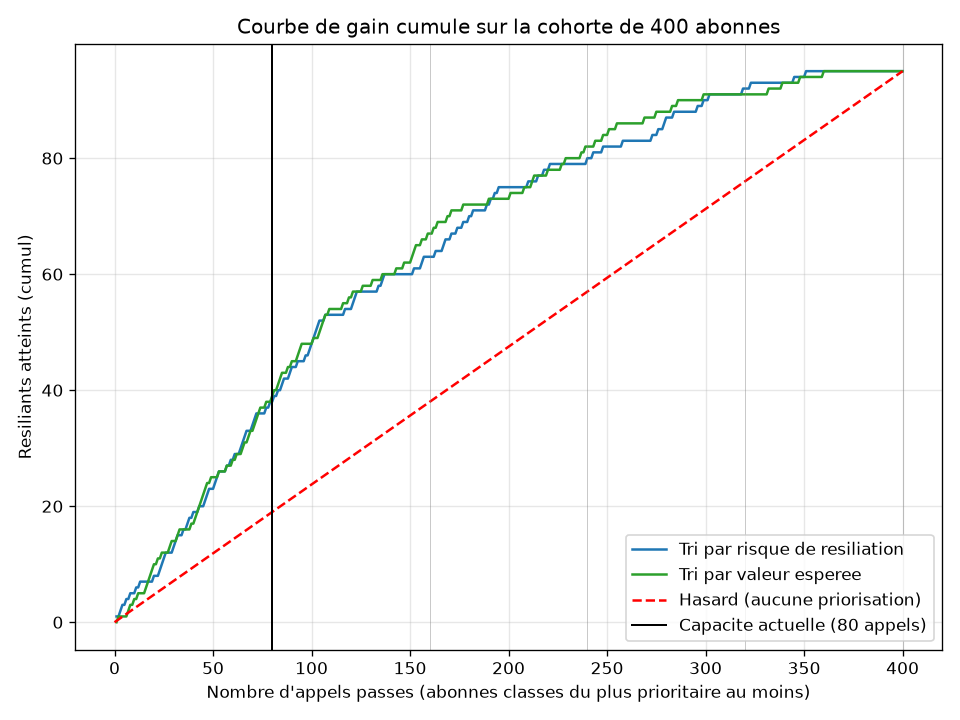 Courbe de gain cumule sur la cohorte de 400 abonnes
Resiliants atteints (cumul)
80
60
40
20
0
0 50 100 150 200 250 300 350 400
Nombre d'appels passes (abonnes classes du plus prioritaire au moins)
Tri par risque de resiliation
Tri par valeur esperee
Hasard (aucune priorisation)
Capacite actuelle (80 appels)